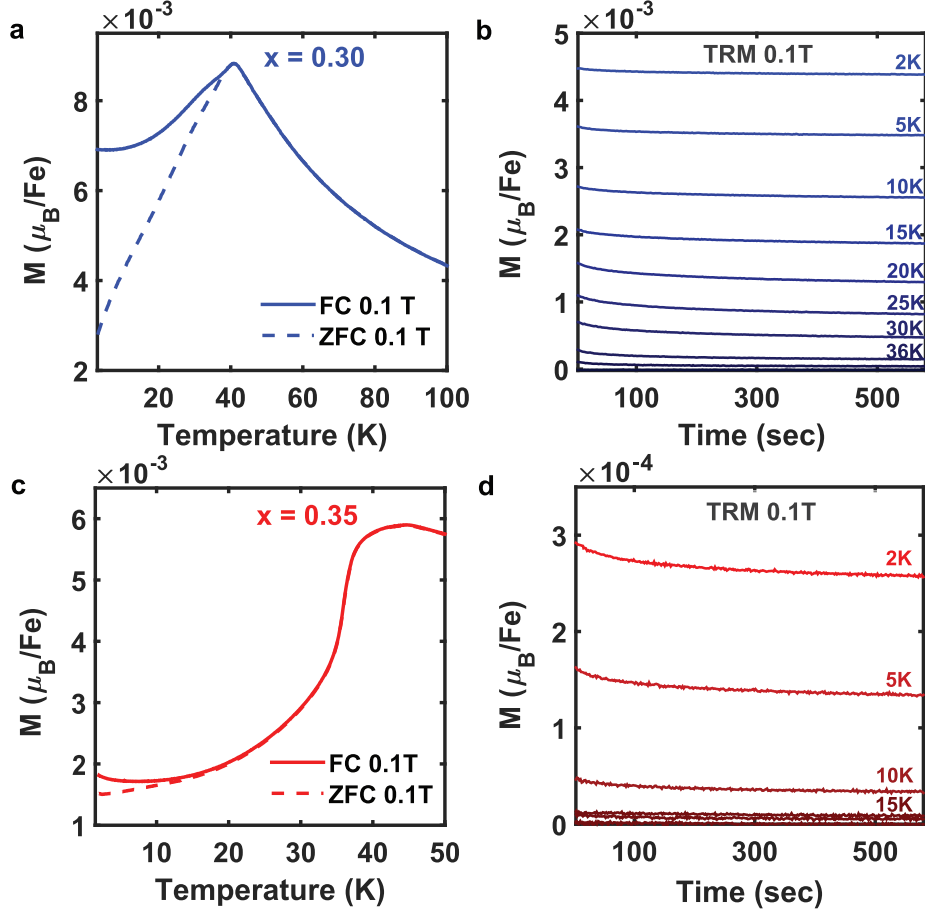 a
×10⁻³
x = 0.30
M (μ_B/Fe)
8
6
4
2
FC 0.1 T
ZFC 0.1 T
20
40
60
80
100
Temperature (K)
b
×10⁻³
TRM 0.1T
M (μ_B/Fe)
5
4
3
2
1
0
2K
5K
10K
15K
20K
25K
30K
36K
100
300
500
Time (sec)
c
×10⁻³
x = 0.35
M (μ_B/Fe)
6
5
4
3
2
1
FC 0.1T
ZFC 0.1T
10
20
30
40
50
Temperature (K)
d
×10⁻⁴
TRM 0.1T
M (μ_B/Fe)
3
2
1
0
2K
5K
10K
15K
100
300
500
Time (sec)